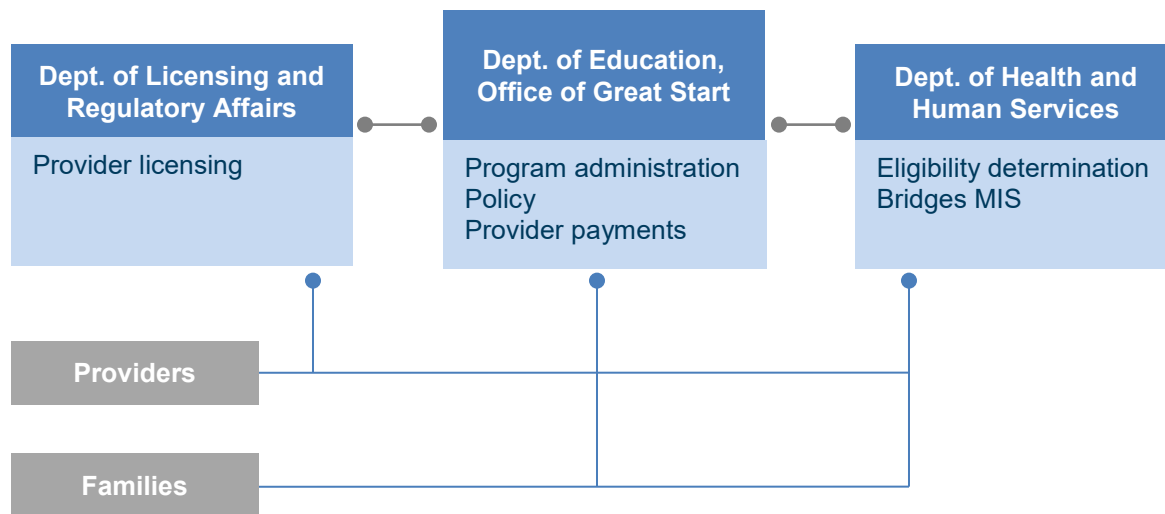 Dept. of Licensing and
Regulatory Affairs
Provider licensing
Dept. of Education,
Office of Great Start
Program administration
Policy
Provider payments
Dept. of Health and
Human Services
Eligibility determination
Bridges MIS
Providers
Families